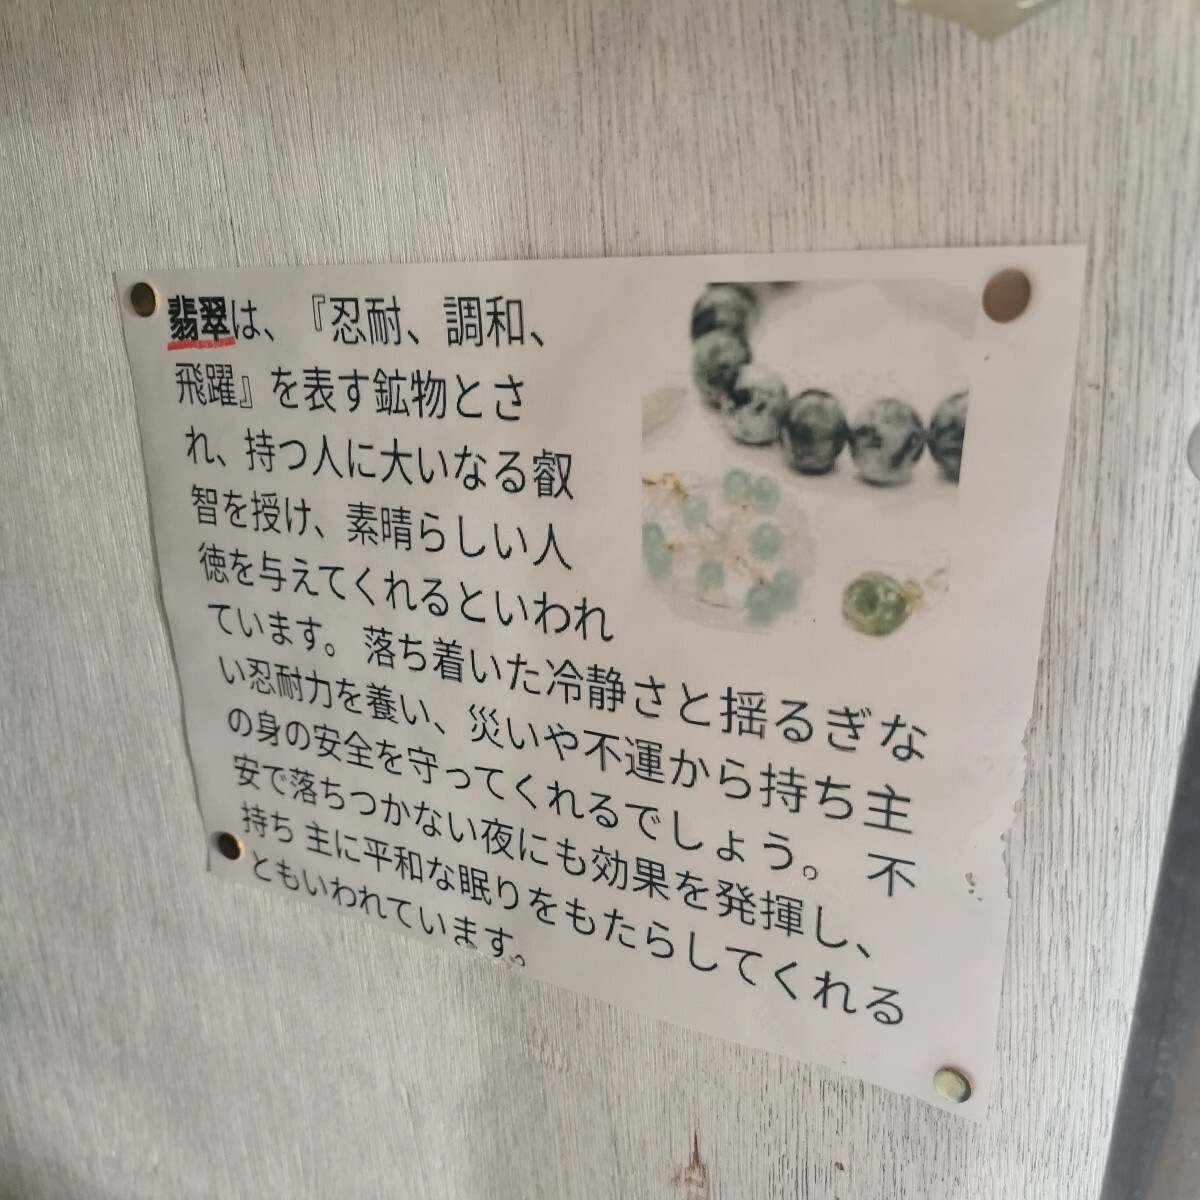 翡翠は、『忍耐、調和、
飛躍』を表す鉱物とさ
れ、持つ人に大いなる叡
智を授け、素晴らしい人
徳を与えてくれるといわれ
ています。 落ち着いた冷静さと揺るぎな
い忍耐力を養い、災いや不運から持ち主
の身の安全を守ってくれるでしょう。 不
安で落ちつかない夜にも効果を発揮し、
持ち 主に平和な眠りをもたらしてくれる
ともいわれています。